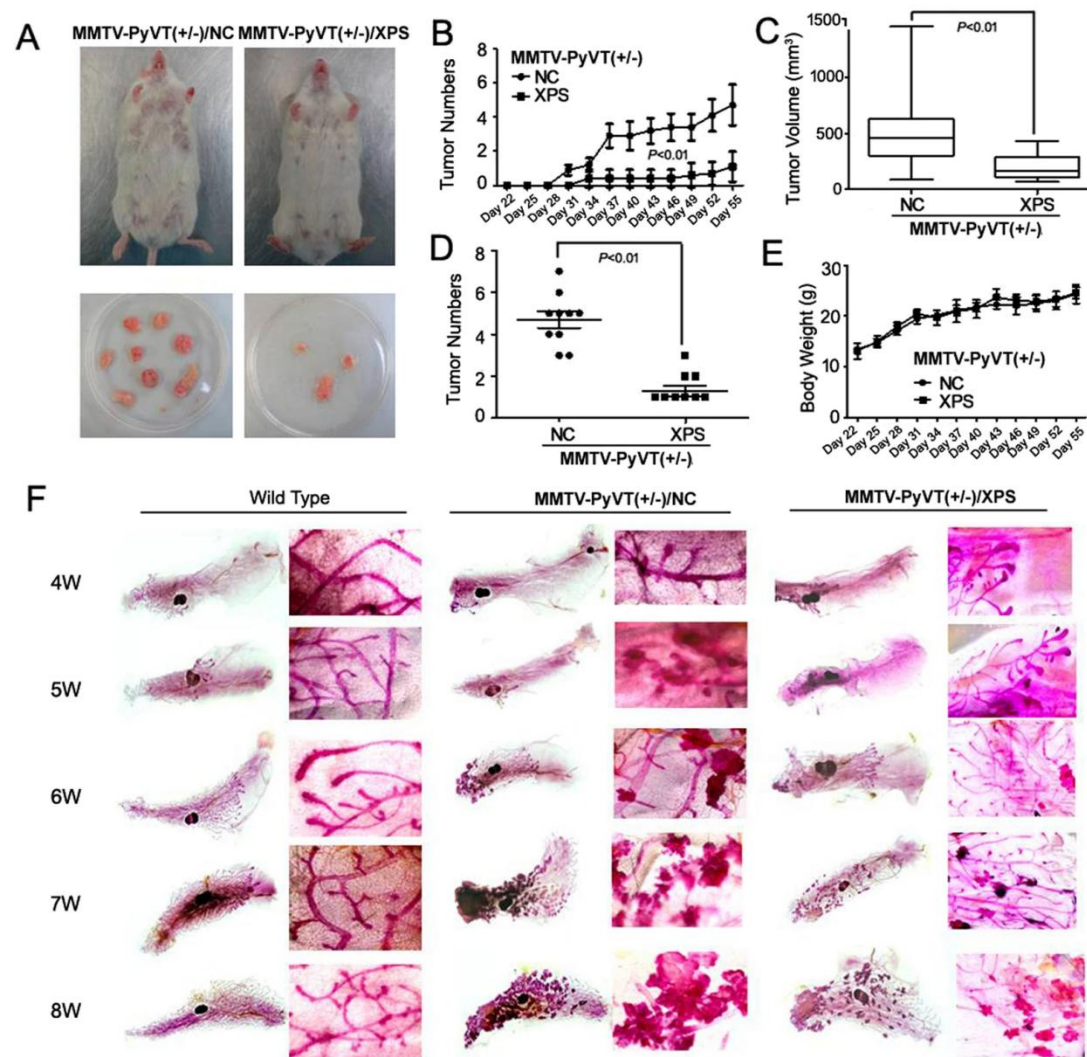 A
MMTV-PyVT(+/-)/NC MMTV-PyVT(+/-)/XPS
B
MMTV-PyVT(+/-)
NC
XPS
Tumor Numbers
8
6
4
2
0
P<0.01
Day 22
Day 25
Day 28
Day 31
Day 34
Day 37
Day 40
Day 43
Day 46
Day 49
Day 52
Day 55
C
Tumor Volume (mm³)
1500
1000
500
0
P<0.01
NC XPS
MMTV-PyVT(+/-)
D
Tumor Numbers
8
6
4
2
0
P<0.01
NC XPS
MMTV-PyVT(+/-)
E
Body Weight (g)
30
20
10
0
MMTV-PyVT(+/-)
NC
XPS
Day 22
Day 25
Day 28
Day 31
Day 34
Day 37
Day 40
Day 43
Day 46
Day 49
Day 52
Day 55
F
Wild Type MMTV-PyVT(+/-)/NC MMTV-PyVT(+/-)/XPS
4W
5W
6W
7W
8W